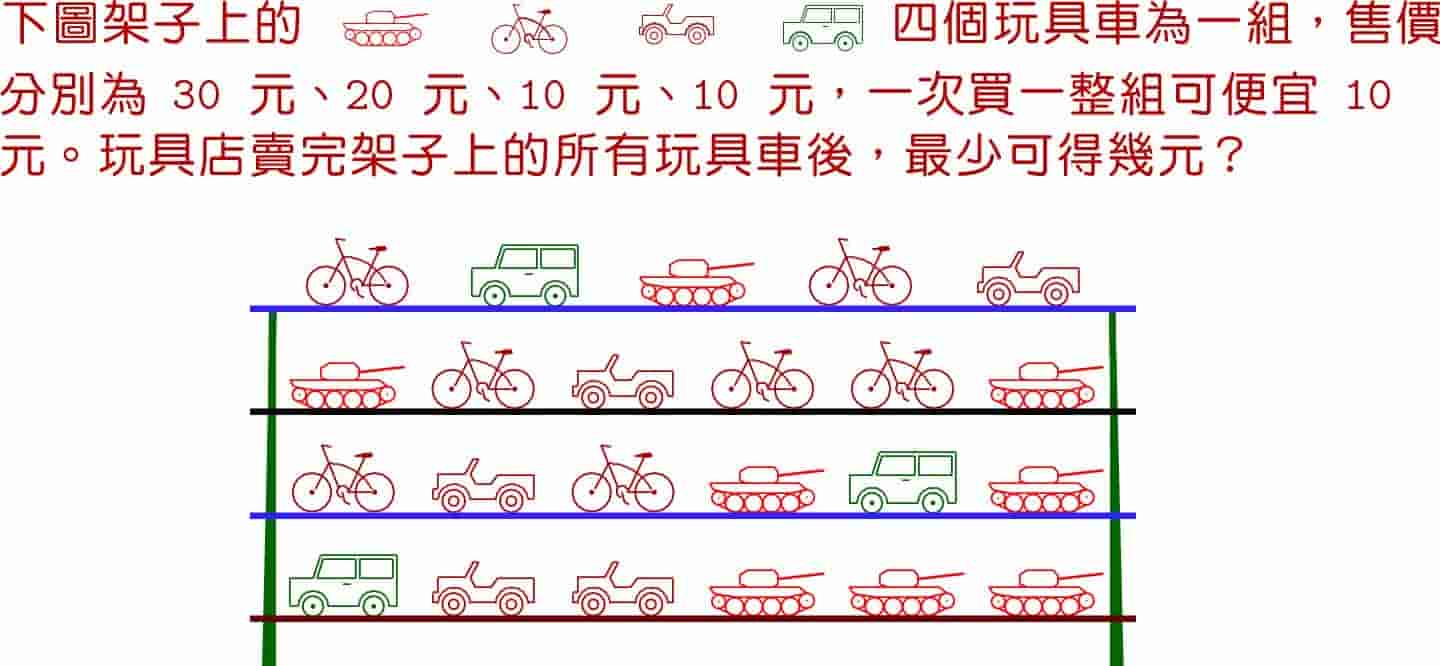 下圖架子上的 四個玩具車為一組，售價
分別為 30 元、20 元、10 元、10 元，一次買一整組可便宜 10
元。玩具店賣完架子上的所有玩具車後，最少可得幾元？